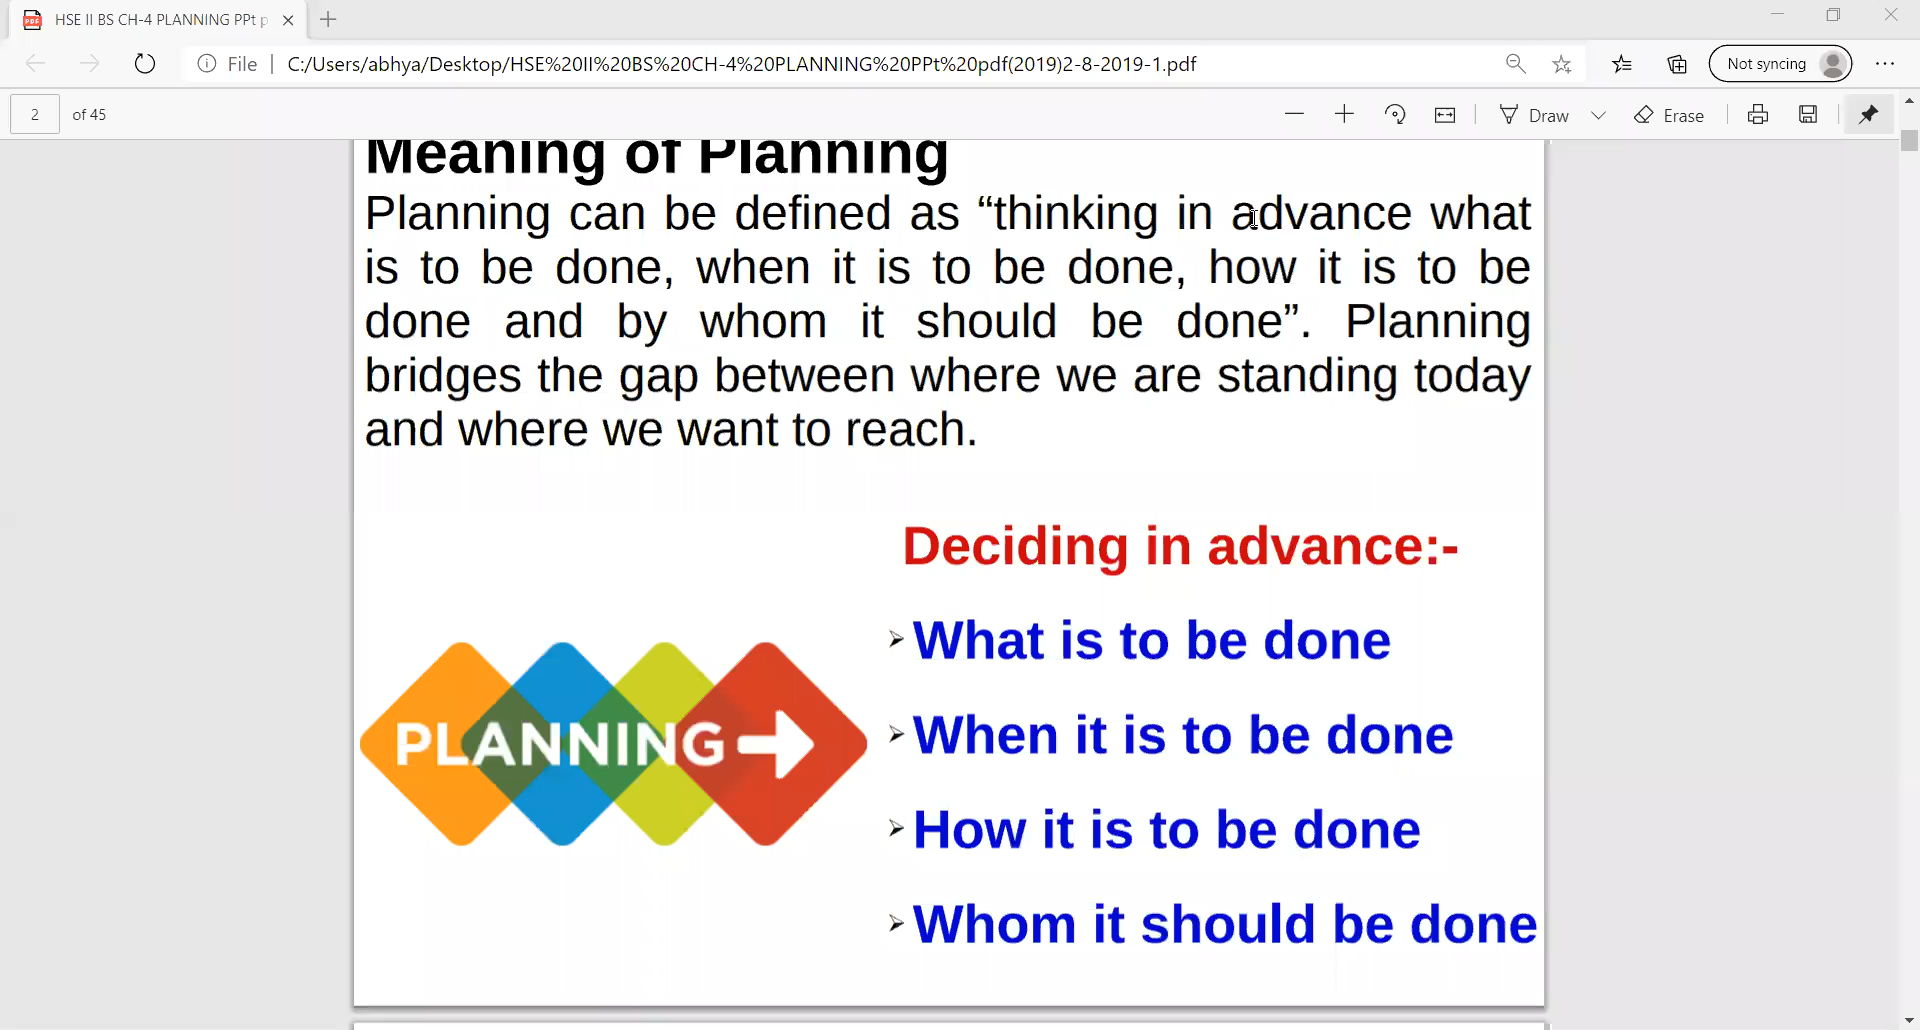 HSE II BS CH-4 PLANNING PPt p
File | C:/Users/abhya/Desktop/HSE%20II%20BS%20CH-4%20PLANNING%20PPt%20pdf(2019)2-8-2019-1.pdf
Not syncing
2 of 45
Draw
Erase
Meaning of Planning
Planning can be defined as “thinking in advance what
is to be done, when it is to be done, how it is to be
done and by whom it should be done”. Planning
bridges the gap between where we are standing today
and where we want to reach.
Deciding in advance:-
➢What is to be done
➢When it is to be done
➢How it is to be done
➢Whom it should be done
PLANNING